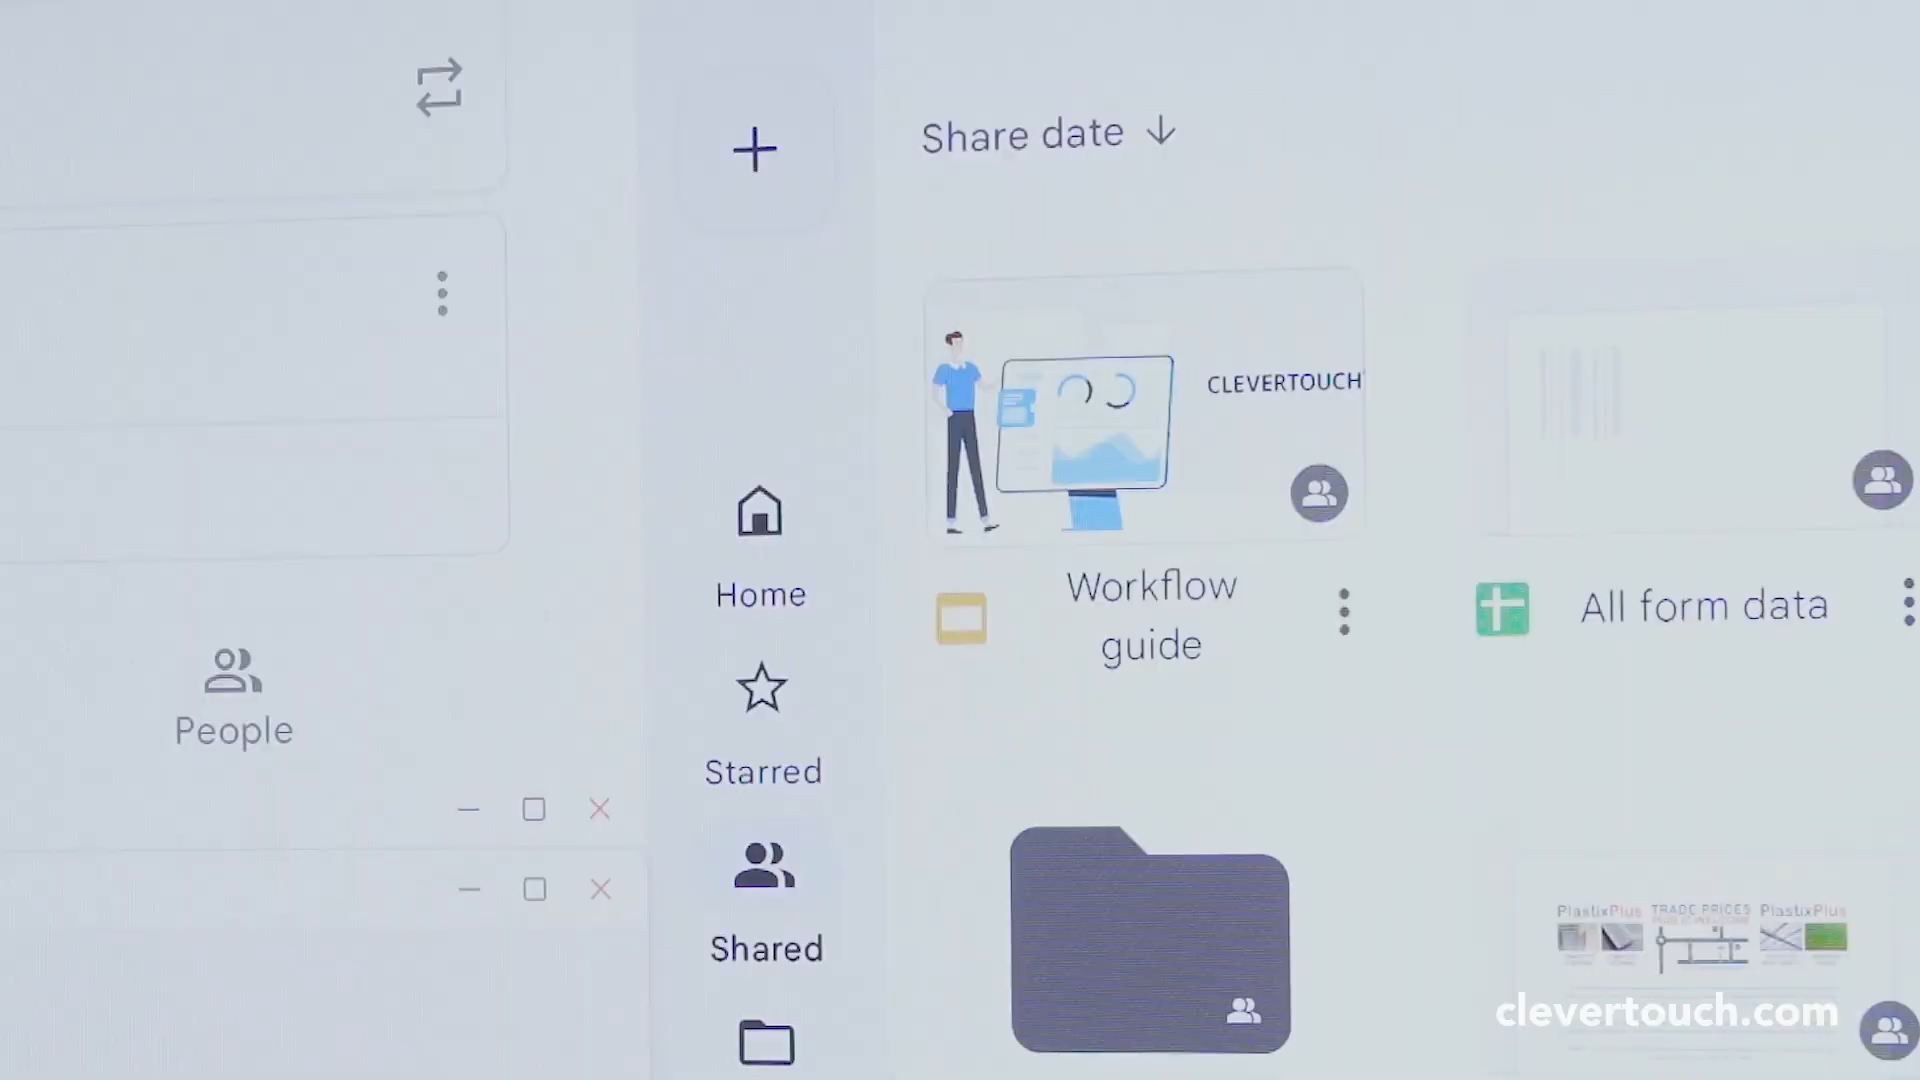 Share date
CLEVERTOUCH
Workflow
guide
All form data
Home
People
Starred
Shared
PlastixPlus TRADE PRICES PlastixPlus
clevertouch.com